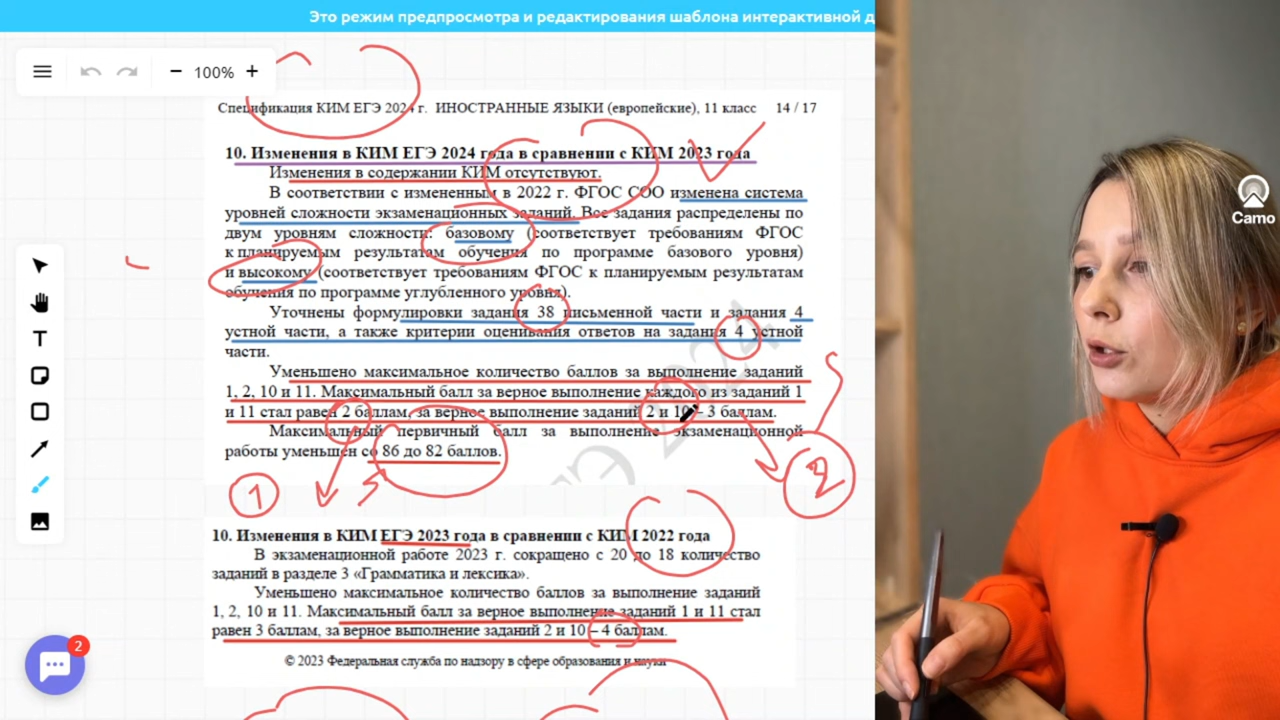 Это режим предпросмотра и редактирования шаблона интерактивной д
100%
Спецификация КИМ ЕГЭ 2024 г. ИНОСТРАННЫЕ ЯЗЫКИ (европейские), 11 класс 14 / 17
10. Изменения в КИМ ЕГЭ 2024 года в сравнении с КИМ 2023 года
Изменения в содержании КИМ отсутствуют.
В соответствии с измененным в 2022 г. ФГОС СОО изменена система
уровней сложности экзаменационных заданий. Все задания распределены по
двум уровням сложности: базовому (соответствует требованиям ФГОС
к планируемым результатам обучения по программе базового уровня)
и высокому (соответствует требованиям ФГОС к планируемым результатам
обучения по программе углубленного уровня).
Уточнены формулировки задания 38 письменной части и задания 4
устной части, а также критерии оценивания ответов на задания 4 устной
части.
Уменьшено максимальное количество баллов за выполнение заданий
1, 2, 10 и 11. Максимальный балл за верное выполнение каждого из заданий 1
и 11 стал равен 2 баллам, за верное выполнение заданий 2 и 10 – 3 баллам.
Максимальный первичный балл за выполнение экзаменационной
работы уменьшен со 86 до 82 баллов.
1
2
10. Изменения в КИМ ЕГЭ 2023 года в сравнении с КИМ 2022 года
В экзаменационной работе 2023 г. сокращено с 20 до 18 количество
заданий в разделе 3 «Грамматика и лексика».
Уменьшено максимальное количество баллов за выполнение заданий
1, 2, 10 и 11. Максимальный балл за верное выполнение заданий 1 и 11 стал
равен 3 баллам, за верное выполнение заданий 2 и 10 – 4 баллам.
© 2023 Федеральная служба по надзору в сфере образования и науки
T
2
Camo